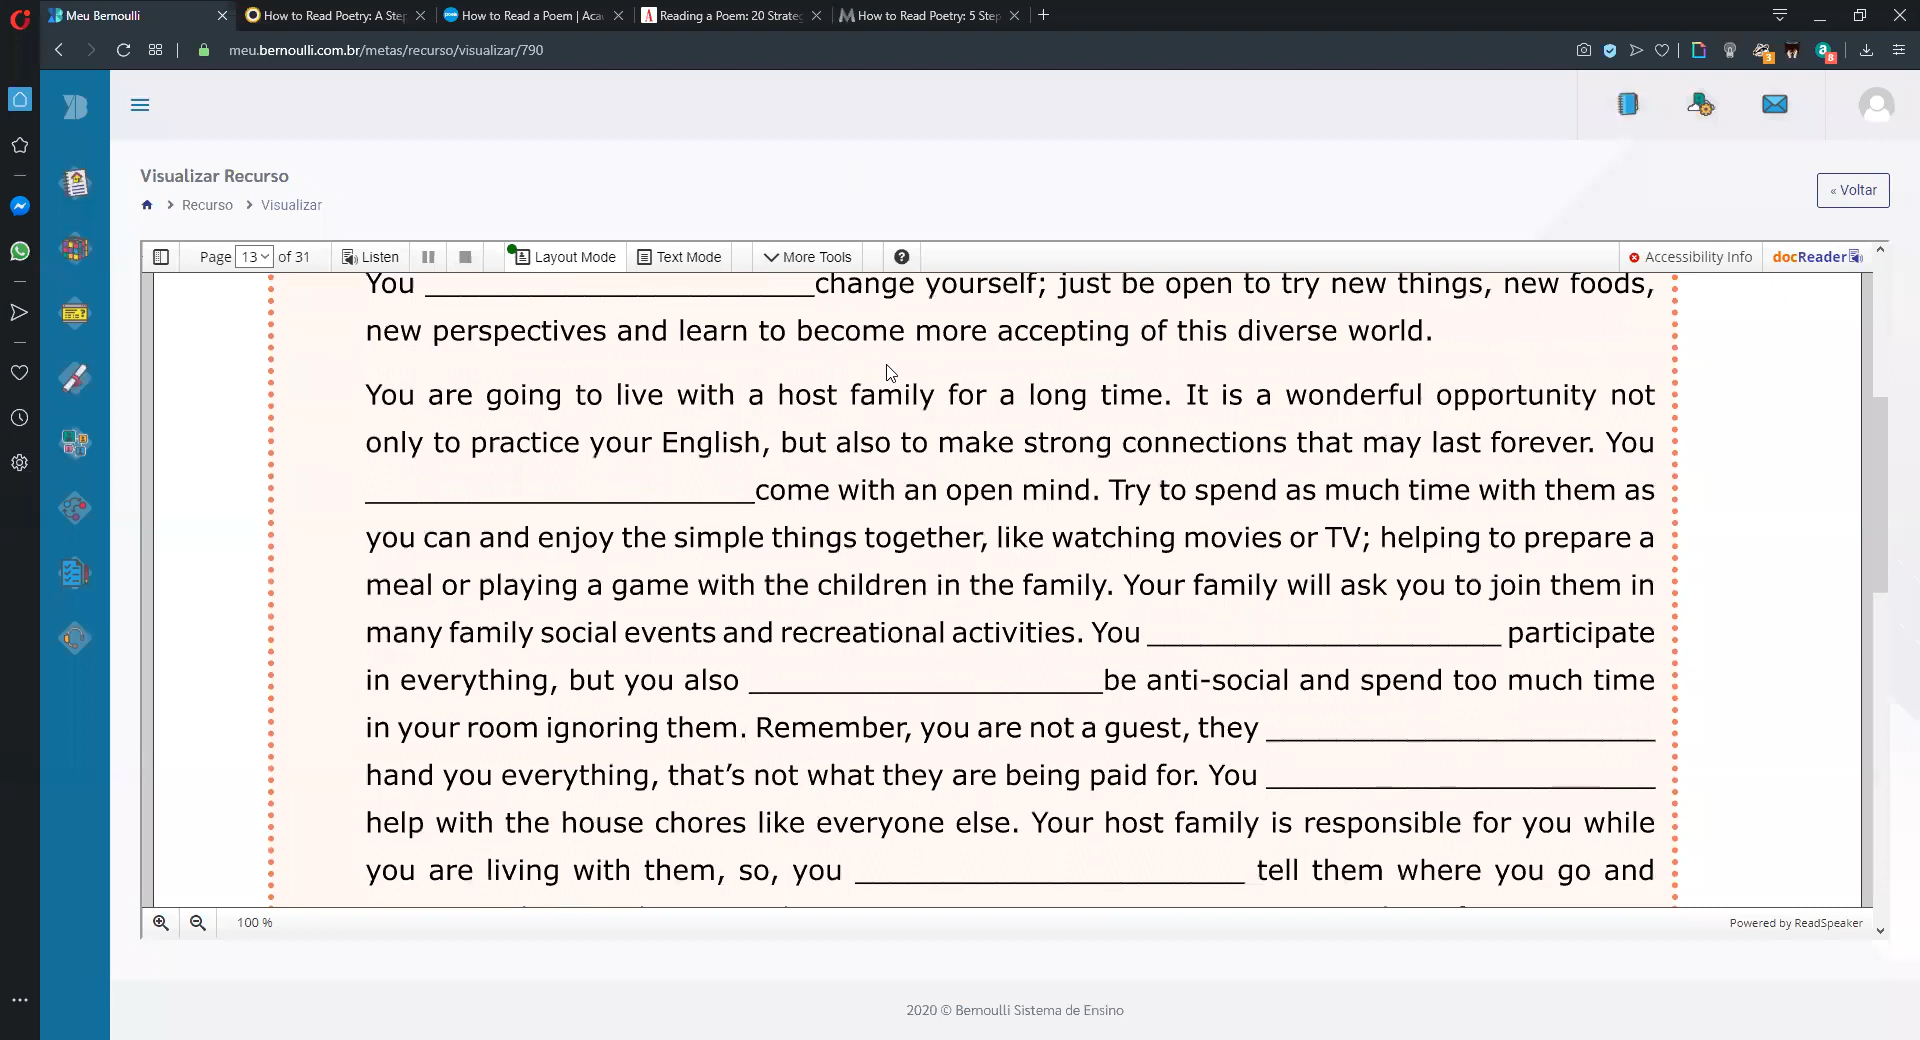 Meu Bernoulli
How to Read Poetry: A Step
How to Read a Poem | Aca
Reading a Poem: 20 Strate
How to Read Poetry: 5 Step
meu.bernoulli.com.br/metas/recurso/visualizar/790
3
8
Visualizar Recurso
Recurso
Visualizar
« Voltar
Page 13 of 31
Listen
Layout Mode
Text Mode
More Tools
Accessibility Info
docReader
You ______________________change yourself; just be open to try new things, new foods,
new perspectives and learn to become more accepting of this diverse world.
You are going to live with a host family for a long time. It is a wonderful opportunity not
only to practice your English, but also to make strong connections that may last forever. You
______________________come with an open mind. Try to spend as much time with them as
you can and enjoy the simple things together, like watching movies or TV; helping to prepare a
meal or playing a game with the children in the family. Your family will ask you to join them in
many family social events and recreational activities. You ____________________ participate
in everything, but you also ____________________be anti-social and spend too much time
in your room ignoring them. Remember, you are not a guest, they ______________________
hand you everything, that’s not what they are being paid for. You ______________________
help with the house chores like everyone else. Your host family is responsible for you while
you are living with them, so, you ______________________ tell them where you go and
100 %
Powered by ReadSpeaker
2020 © Bernoulli Sistema de Ensino